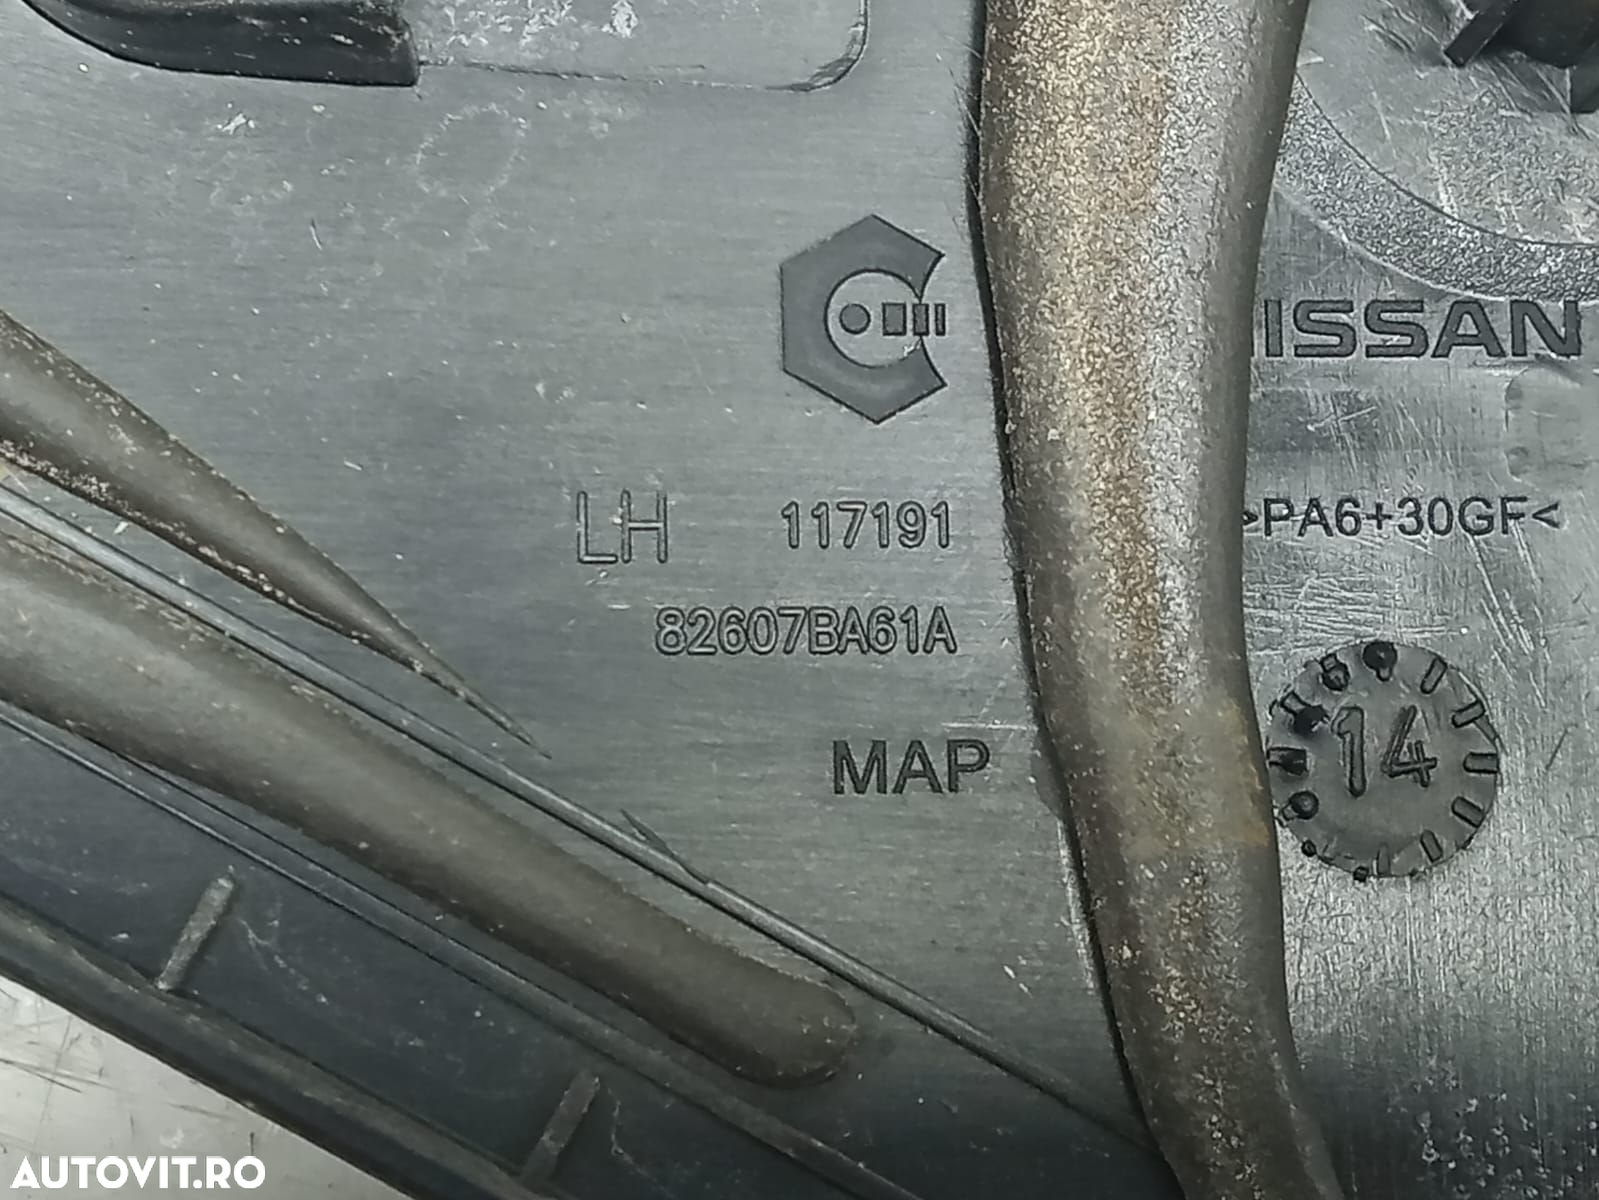 ISSAN
LH 117191
>PA6+30GF<
82607BA61A
MAP
14
AUTOVIT.RO